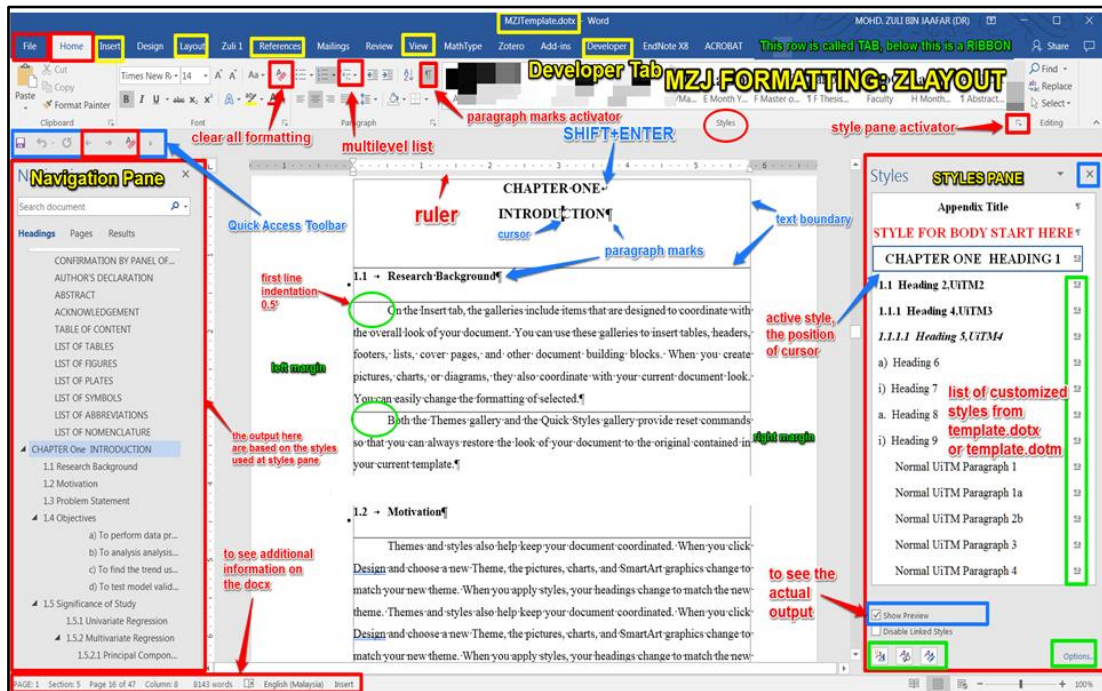 MZJTemplate.dotx - Word
MOHD. ZULI BIN JAAFAR (DR)
File Home Insert Design Layout Zuli 1 References Mailings Review View MathType Zotero Add-ins Developer EndNote X8 ACROBAT
This row is called TAB, below this is a RIBBON
Share
Cut
Copy
Format Painter
Paste
Clipboard
Times New Ro 14
Font
clear all formatting
multilevel list
Paragraph
paragraph marks activator
Developer Tab
MZJ FORMATTING: ZLAYOUT
E Month Y... F Master o... ¶ F Thesis... Faculty H Month... ¶ Abstract...
Styles
style pane activator
Find
Replace
Select
Editing
SHIFT+ENTER
Navigation Pane
Search document
Headings Pages Results
Quick Access Toolbar
CONFIRMATION BY PANEL OF...
AUTHOR'S DECLARATION
ABSTRACT
ACKNOWLEDGEMENT
TABLE OF CONTENT
LIST OF TABLES
LIST OF FIGURES
LIST OF PLATES
LIST OF SYMBOLS
LIST OF ABBREVIATIONS
LIST OF NOMENCLATURE
CHAPTER One INTRODUCTION
1.1 Research Background
1.2 Motivation
1.3 Problem Statement
1.4 Objectives
a) To perform data pr...
b) To analysis analysis...
c) To find the trend us...
d) To test model valid...
1.5 Significance of Study
1.5.1 Univariate Regression
1.5.2 Multivariate Regression
1.5.2.1 Principal Compon...
the output here
are based on the styles
used at styles pane
to see additional
information on
the docx
ruler
CHAPTER·ONE
INTRODUCTION¶
cursor
paragraph marks
text boundary
1.1 → Research·Background¶
first line
indentation
0.5'
left margin
right margin
On·the·Insert·tab,·the·galleries·include·items·that·are·designed·to·coordinate·with·
the·overall·look·of·your·document.·You·can·use·these·galleries·to·insert·tables,·headers,·
footers,·lists,·cover·pages,·and·other·document·building·blocks.·When·you·create·
pictures,·charts,·or·diagrams,·they·also·coordinate·with·your·current·document·look.·
You·can·easily·change·the·formatting·of·selected.¶
Both·the·Themes·gallery·and·the·Quick·Styles·gallery·provide·reset·commands·
so·that·you·can·always·restore·the·look·of·your·document·to·the·original·contained·in·
your·current·template.¶
1.2 → Motivation¶
Themes·and·styles·also·help·keep·your·document·coordinated.·When·you·click·
Design·and·choose·a·new·Theme,·the·pictures,·charts,·and·SmartArt·graphics·change·to·
match·your·new·theme.·When·you·apply·styles,·your·headings·change·to·match·the·new·
theme.·Themes·and·styles·also·help·keep·your·document·coordinated.·When·you·click·
Design·and·choose·a·new·Theme,·the·pictures,·charts,·and·SmartArt·graphics·change·to·
match·your·new·theme.·When·you·apply·styles,·your·headings·change·to·match·the·new·
Styles
STYLES PANE
Appendix Title ¶
STYLE FOR BODY START HERE ¶
CHAPTER ONE HEADING 1
1.1 Heading 2,UiTM2
1.1.1 Heading 4,UiTM3
1.1.1.1 Heading 5,UiTM4
a) Heading 6
i) Heading 7
a. Heading 8
i) Heading 9
Normal UiTM Paragraph 1
Normal UiTM Paragraph 1a
Normal UiTM Paragraph 2b
Normal UiTM Paragraph 3
Normal UiTM Paragraph 4
active style,
the position
of cursor
list of customized
styles from
template.dotx
or template.dotm
to see the
actual
output
Show Preview
Disable Linked Styles
Options...
PAGE: 1 Section: 5 Page 16 of 47 Column: 8 8143 words English (Malaysia) Insert
100%